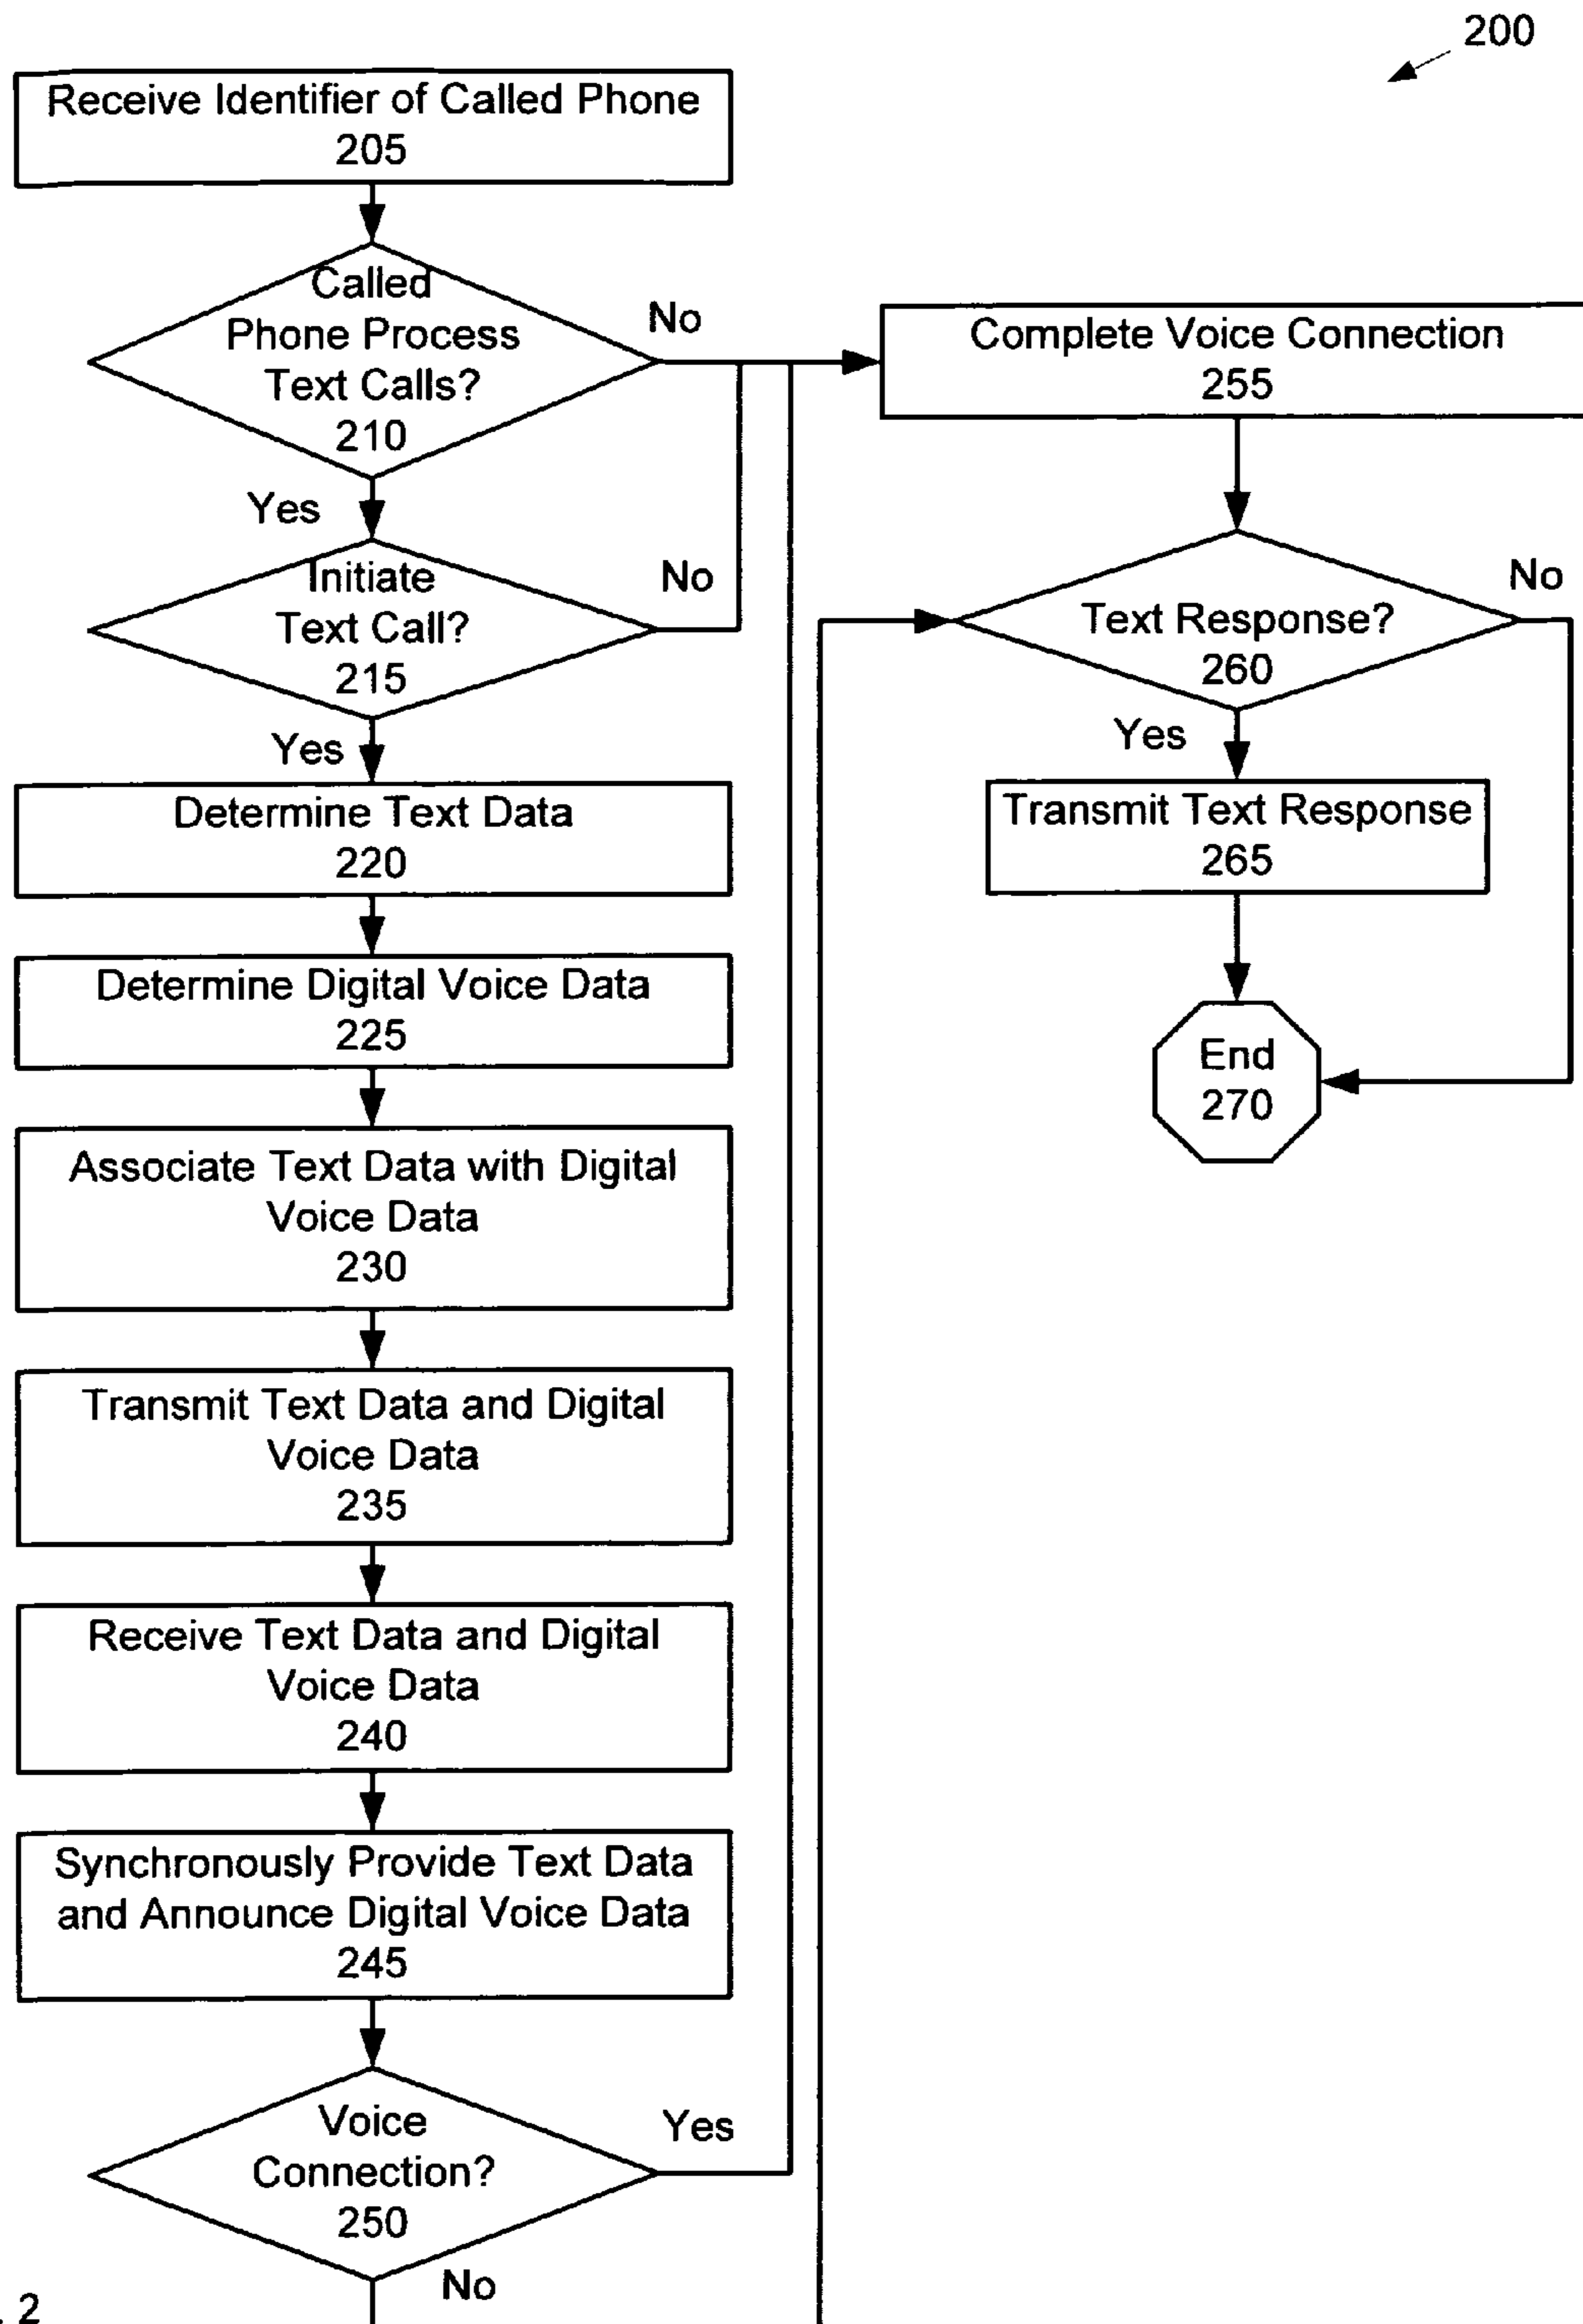 200
Receive Identifier of Called Phone
205
Called
Phone Process
Text Calls?
210
No
Yes
Initiate
Text Call?
215
No
Yes
Determine Text Data
220
Determine Digital Voice Data
225
Associate Text Data with Digital
Voice Data
230
Transmit Text Data and Digital
Voice Data
235
Receive Text Data and Digital
Voice Data
240
Synchronously Provide Text Data
and Announce Digital Voice Data
245
Voice
Connection?
250
Yes
No
Complete Voice Connection
255
Text Response?
260
No
Yes
Transmit Text Response
265
End
270
. 2